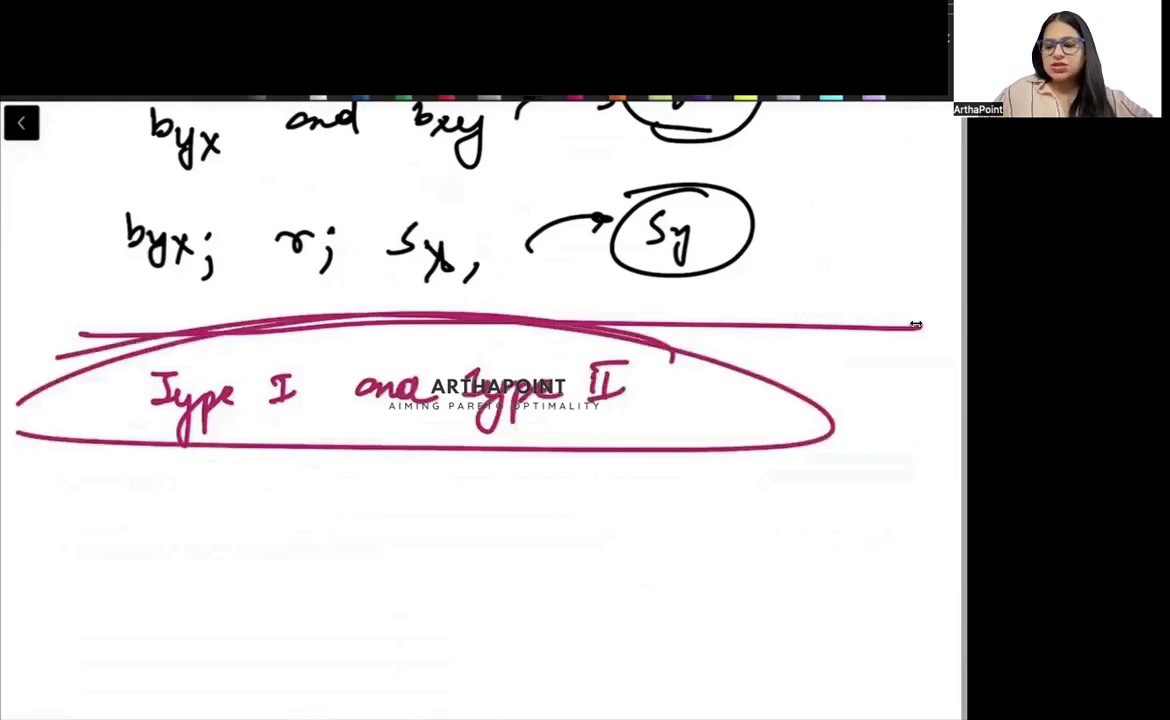 ArthaPoint
byx and bxy
byx; r; Sx, Sy
Type I and Type II
ARTHAPOINT
AIMING PARETO OPTIMALITY